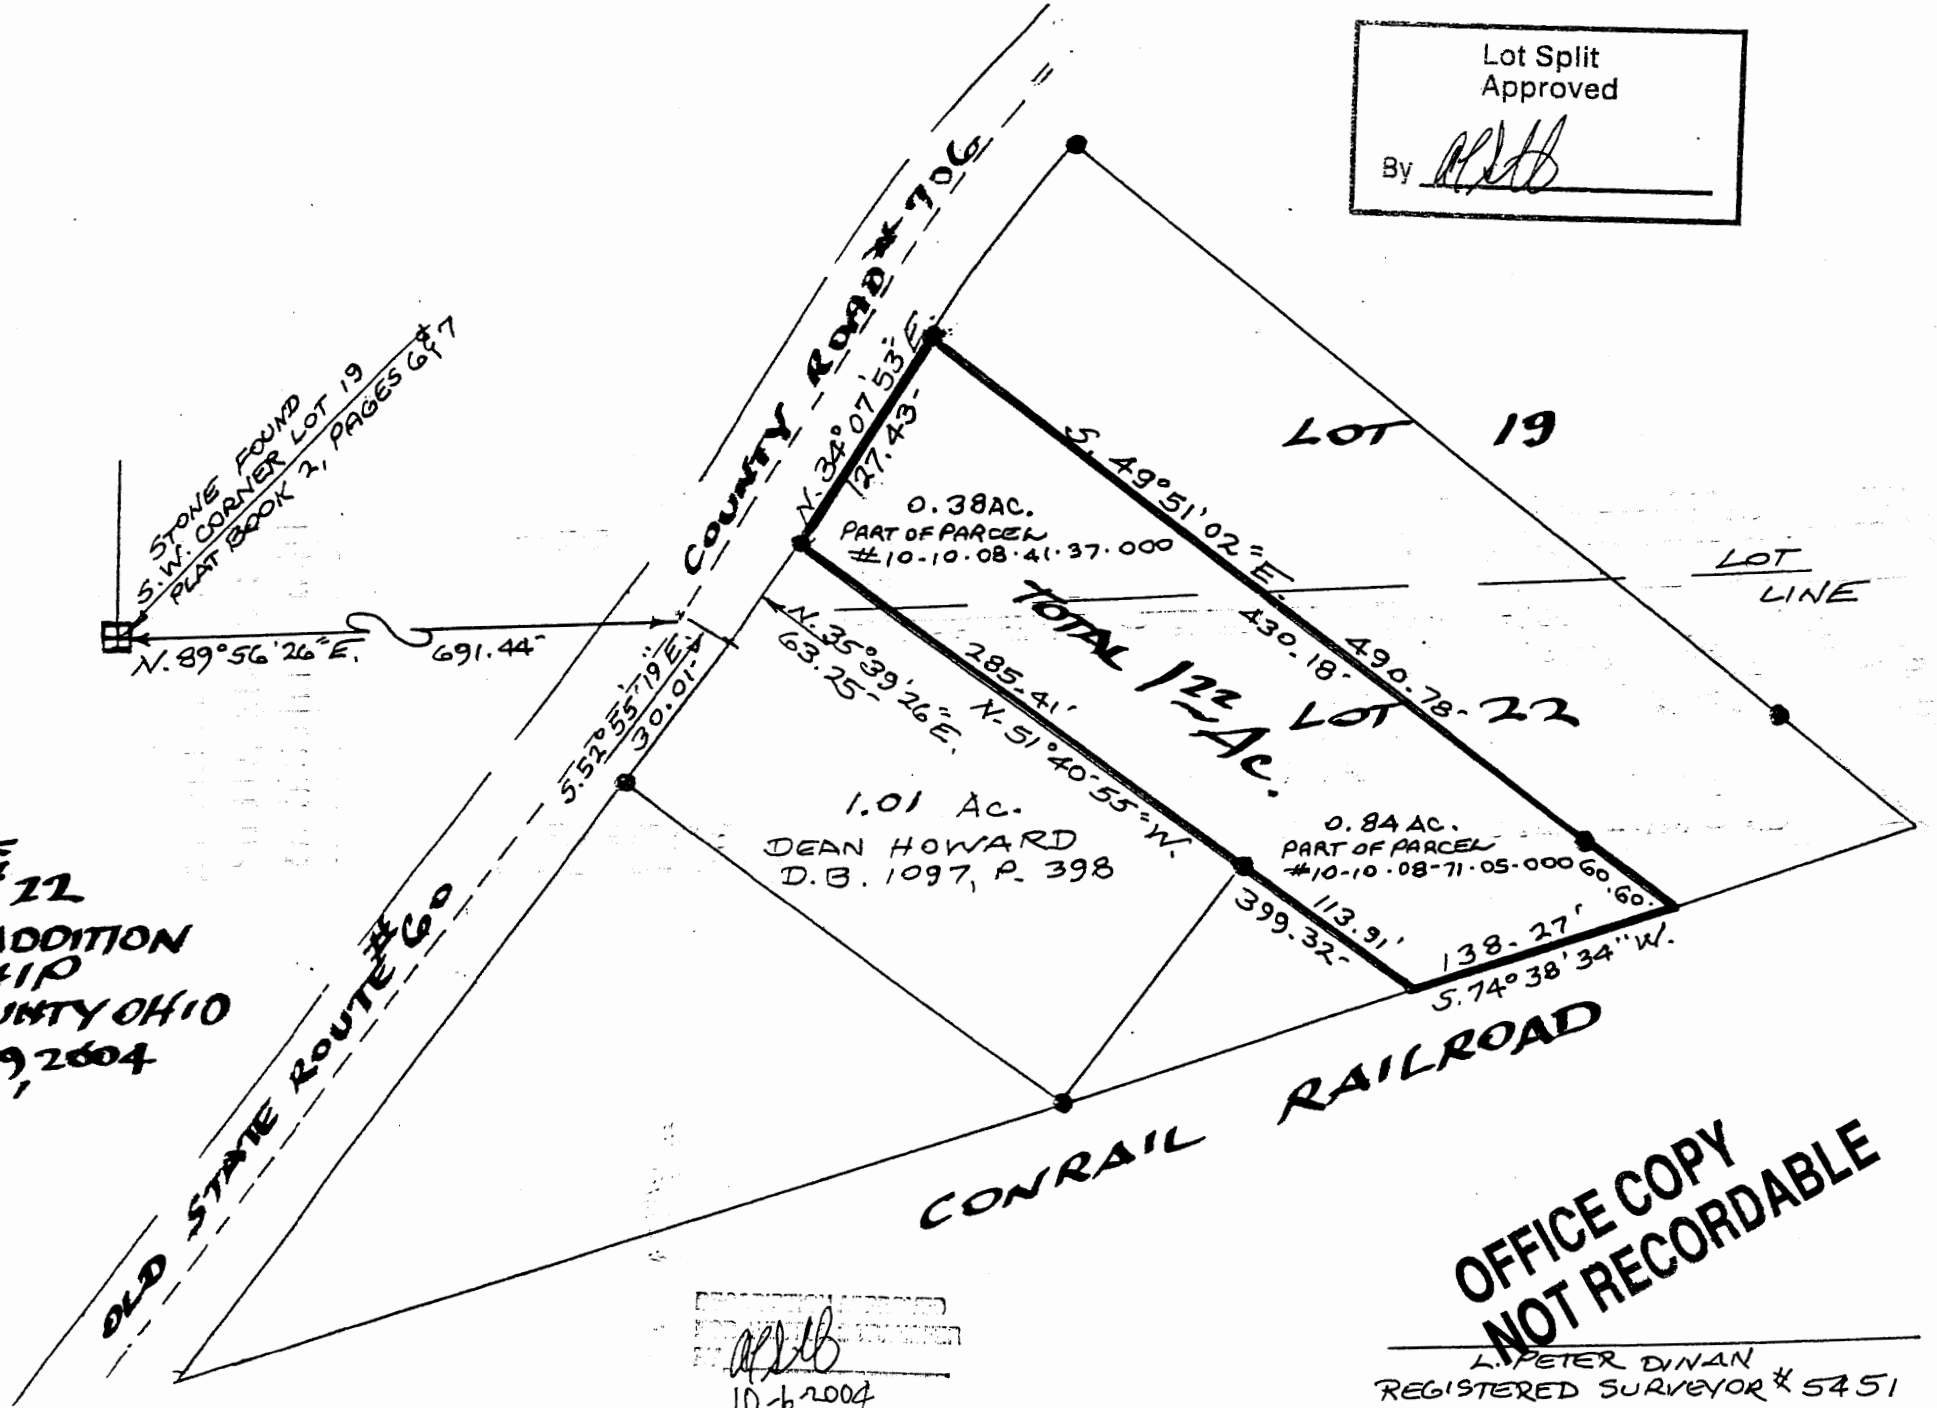 Lot Split
Approved
By
COUNTY ROAD # 706
STONE FOUND
S.W. CORNER LOT 19
PLAT BOOK 2, PAGES 6 & 7
N. 34° 07' 53" E.
127.43'
LOT 19
S. 49° 51' 02" E.
0.38 AC.
PART OF PARCEL
#10-10-08-41-37-000
LOT
LINE
N. 89° 56' 26" E.
691.44'
TOTAL 1.22 AC.
430.18'
490.78'
LOT 22
N. 35° 39' 26" E.
63.25'
285.41'
N. 51° 40' 55" W.
S. 52° 55' 19" E.
30.01'
1.01 AC.
DEAN HOWARD
D.B. 1097, P. 398
0.84 AC.
PART OF PARCEL
#10-10-08-71-05-000
60.60'
113.91'
399.32'
138.27'
S. 74° 38' 34" W.
22
ADDITION
HIP
UNTY OHIO
9, 2004
OLD STATE ROUTE # 60
CONRAIL RAILROAD
OFFICE COPY
NOT RECORDABLE
10-6-2004
L. PETER DINAN
REGISTERED SURVEYOR # 5451